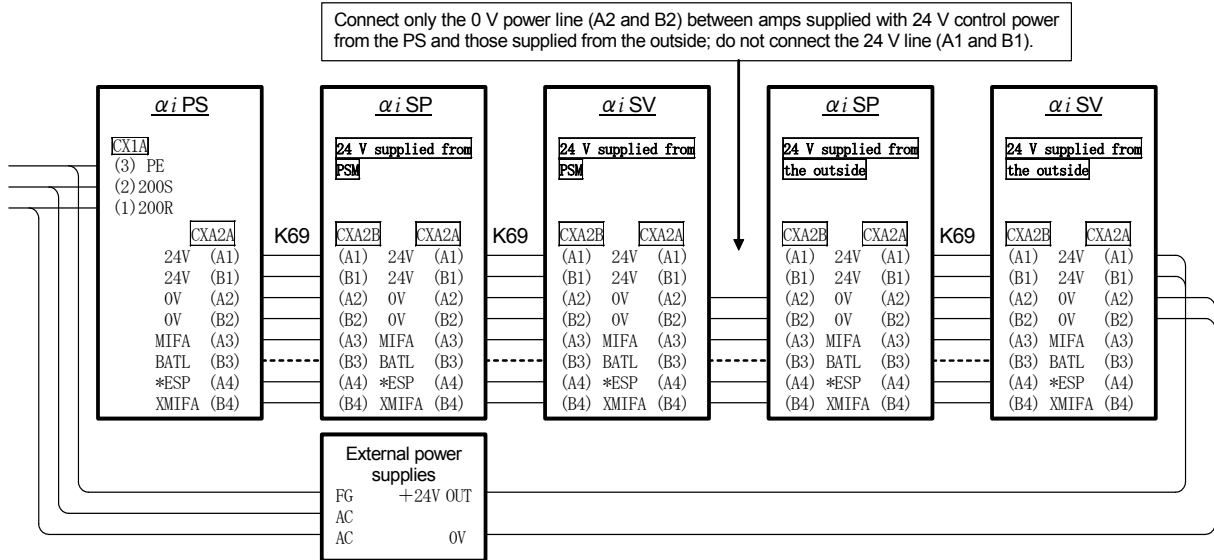 Connect only the 0 V power line (A2 and B2) between amps supplied with 24 V control power
from the PS and those supplied from the outside; do not connect the 24 V line (A1 and B1).
αi PS
CX1A
(3) PE
(2)200S
(1)200R
CXA2A
24V (A1)
24V (B1)
0V (A2)
0V (B2)
MIFA (A3)
BATL (B3)
*ESP (A4)
XMIFA (B4)
K69
αi SP
24 V supplied from
PSM
CXA2B CXA2A
(A1) 24V (A1)
(B1) 24V (B1)
(A2) 0V (A2)
(B2) 0V (B2)
(A3) MIFA (A3)
(B3) BATL (B3)
(A4) *ESP (A4)
(B4) XMIFA (B4)
K69
αi SV
24 V supplied from
PSM
CXA2B CXA2A
(A1) 24V (A1)
(B1) 24V (B1)
(A2) 0V (A2)
(B2) 0V (B2)
(A3) MIFA (A3)
(B3) BATL (B3)
(A4) *ESP (A4)
(B4) XMIFA (B4)
αi SP
24 V supplied from
the outside
CXA2B CXA2A
(A1) 24V (A1)
(B1) 24V (B1)
(A2) 0V (A2)
(B2) 0V (B2)
(A3) MIFA (A3)
(B3) BATL (B3)
(A4) *ESP (A4)
(B4) XMIFA (B4)
K69
αi SV
24 V supplied from
the outside
CXA2B CXA2A
(A1) 24V (A1)
(B1) 24V (B1)
(A2) 0V (A2)
(B2) 0V (B2)
(A3) MIFA (A3)
(B3) BATL (B3)
(A4) *ESP (A4)
(B4) XMIFA (B4)
External power
supplies
FG +24V OUT
AC
AC 0V